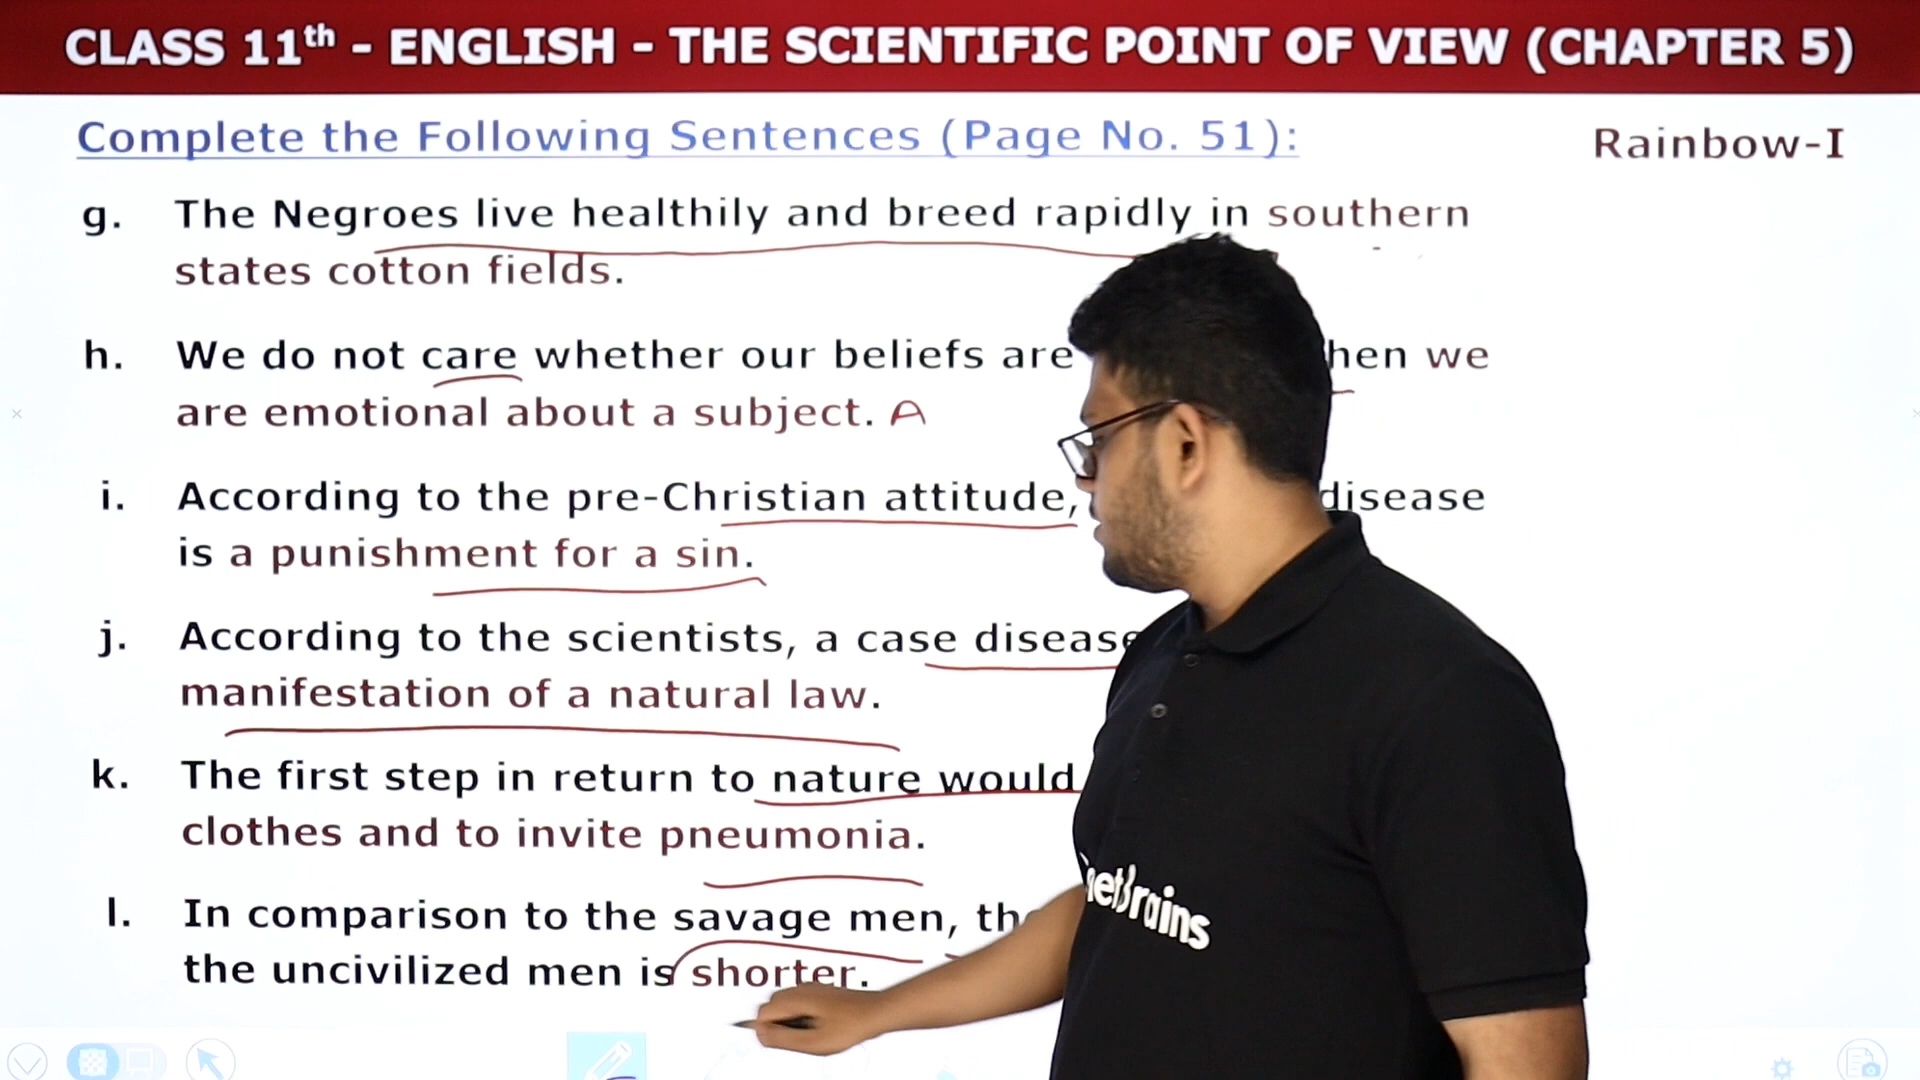 CLASS 11th - ENGLISH - THE SCIENTIFIC POINT OF VIEW (CHAPTER 5)
Complete the Following Sentences (Page No. 51):
Rainbow-I
g. The Negroes live healthily and breed rapidly in southern
states cotton fields.
h. We do not care whether our beliefs are hen we
are emotional about a subject. A
i. According to the pre-Christian attitude, disease
is a punishment for a sin.
j. According to the scientists, a case disease
manifestation of a natural law.
k. The first step in return to nature would
clothes and to invite pneumonia.
l. In comparison to the savage men, th
the uncivilized men is shorter.
netBrains